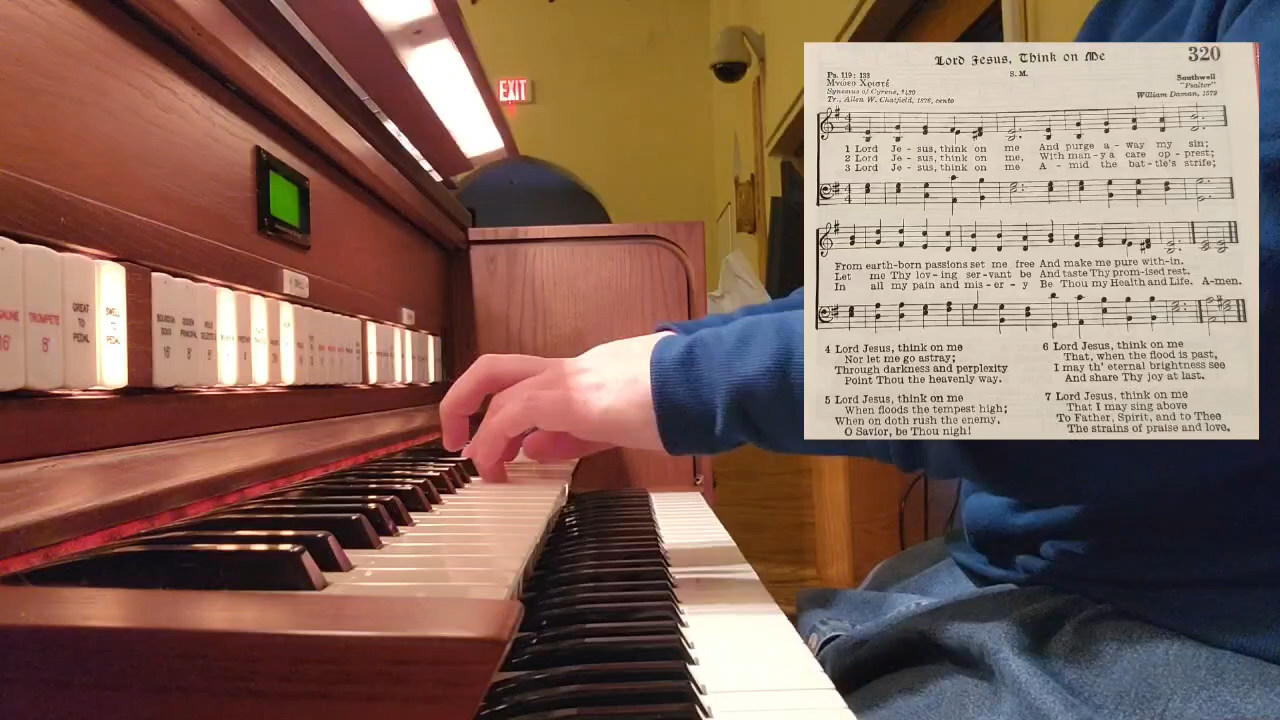 EXIT
16'
TROMPETE
8'
GREAT
TO
PEDAL
SWELL
TO
PEDAL
16' 8' 8'
Lord Jesus, Think on Me 320
Ps. 119: 133
S. M.
Southwell
Μνώεο Χριστέ
"Psalter"
Synesius of Cyrene, †430
William Daman, 1579
Tr., Allen W. Chatfield, 1876, cento
1 Lord Je - sus, think on me And purge a - way my sin;
2 Lord Je - sus, think on me, With man - y a care op - prest;
3 Lord Je - sus, think on me A - mid the bat - tle's strife;
From earth-born passions set me free And make me pure with-in.
Let me Thy lov - ing ser - vant be And taste Thy prom-ised rest.
In all my pain and mis - er - y Be Thou my Health and Life. A-men.
4 Lord Jesus, think on me
Nor let me go astray;
Through darkness and perplexity
Point Thou the heavenly way.
5 Lord Jesus, think on me
When floods the tempest high;
When on doth rush the enemy,
O Savior, be Thou nigh!
6 Lord Jesus, think on me
That, when the flood is past,
I may th' eternal brightness see
And share Thy joy at last.
7 Lord Jesus, think on me
That I may sing above
To Father, Spirit, and to Thee
The strains of praise and love.